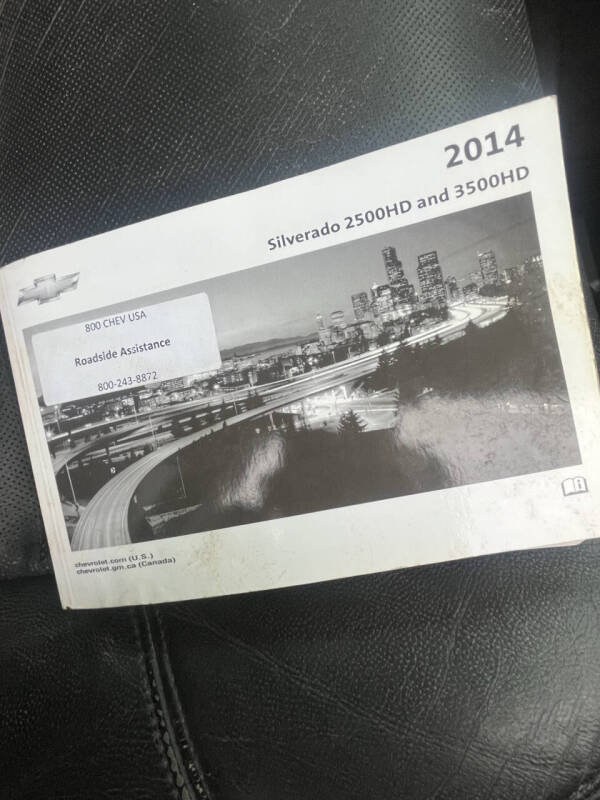 2014
Silverado 2500HD and 3500HD
800 CHEV USA
Roadside Assistance
800-243-8872
chevrolet.com (U.S.)
chevrolet.gm.ca (Canada)